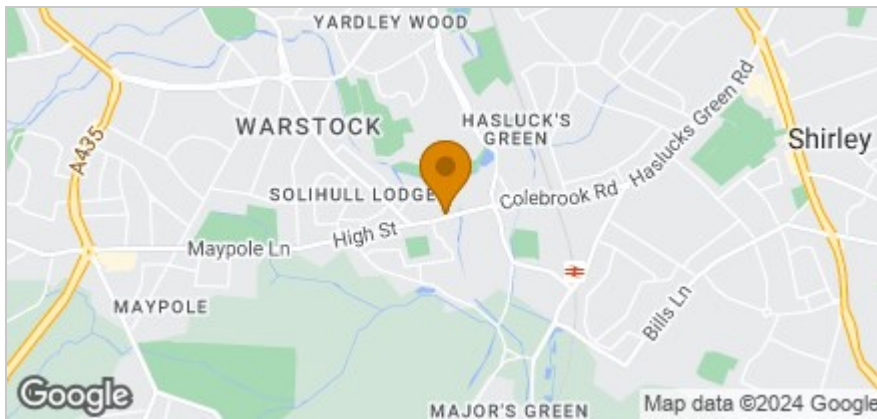 YARDLEY WOOD
A435
WARSTOCK
HASLUCK'S
GREEN
Haslucks Green Rd
Shirley
SOLIHULL LODGE
Colebrook Rd
High St
Maypole Ln
MAYPOLE
Bills Ln
MAJOR'S GREEN
Google
Map data ©2024 Google